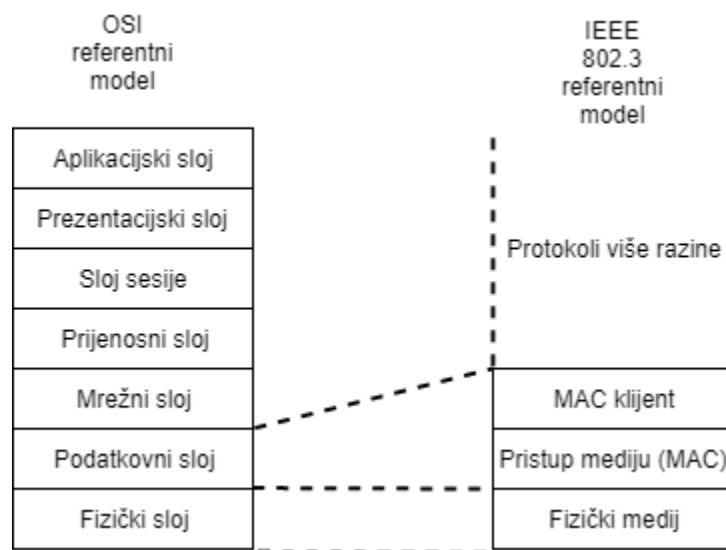 OSI
referentni
model
IEEE
802.3
referentni
model
Aplikacijski sloj
Prezentacijski sloj
Sloj sesije
Prijenosni sloj
Mrežni sloj
Podatkovni sloj
Fizički sloj
Protokoli više razine
MAC klijent
Pristup mediju (MAC)
Fizički medij